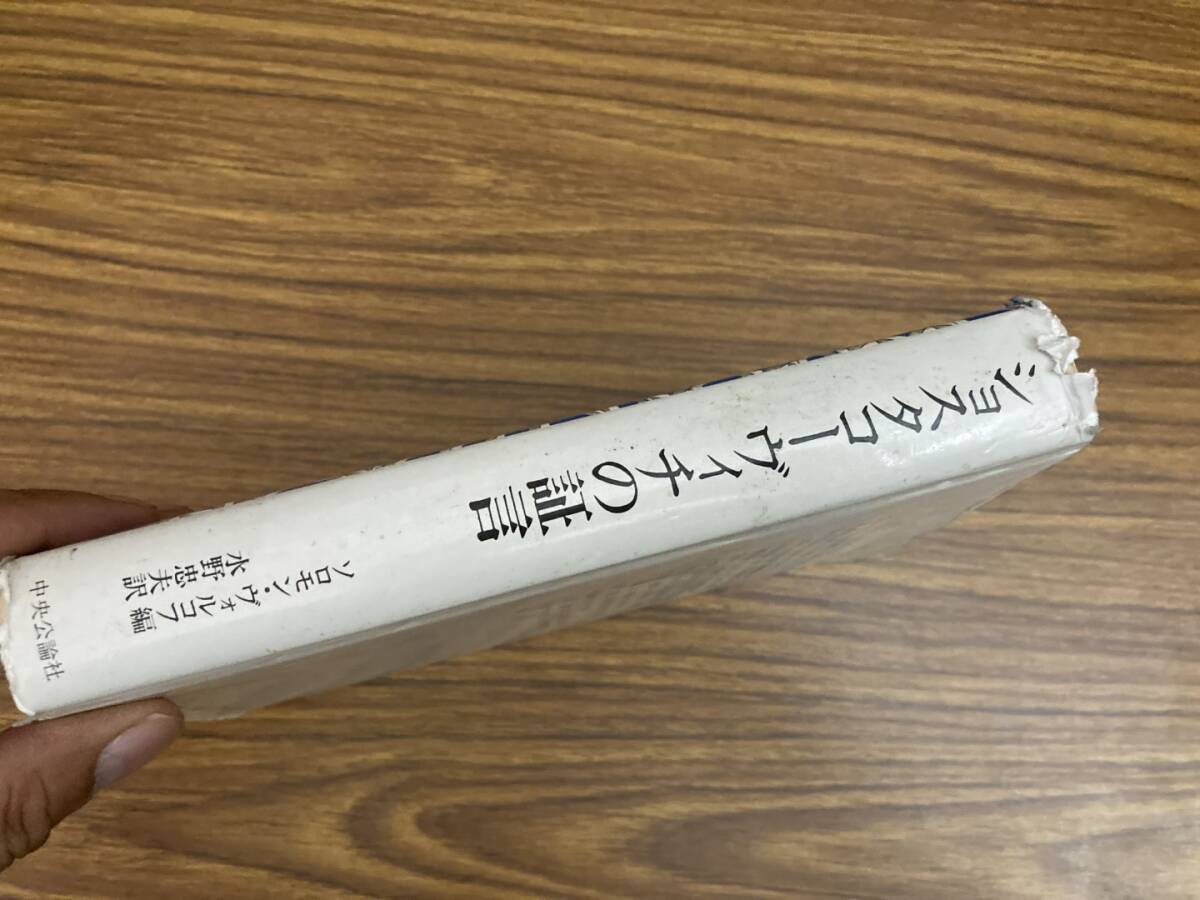 ショスタコーヴィチの証言
ソロモン・ヴォルコフ編
水野忠夫訳
中央公論社